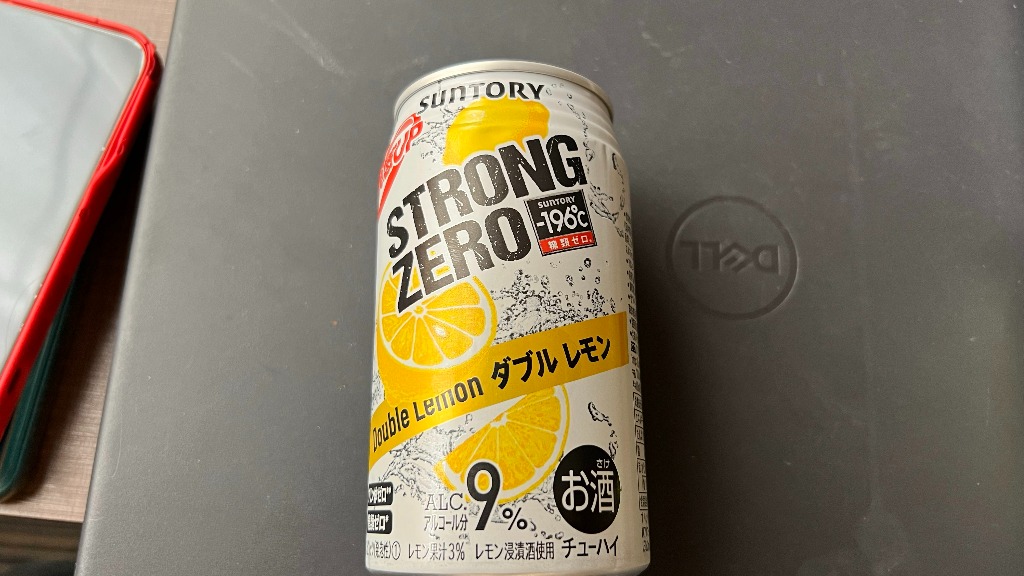 SUNTORY
UP
STRONG
ZERO
SUNTORY
-196℃
糖類ゼロ。
Double Lemon ダブルレモン
ALC.
アルコール分
9%
さけ
お酒
レモン果汁3% レモン浸漬酒使用 チューハイ
DELL